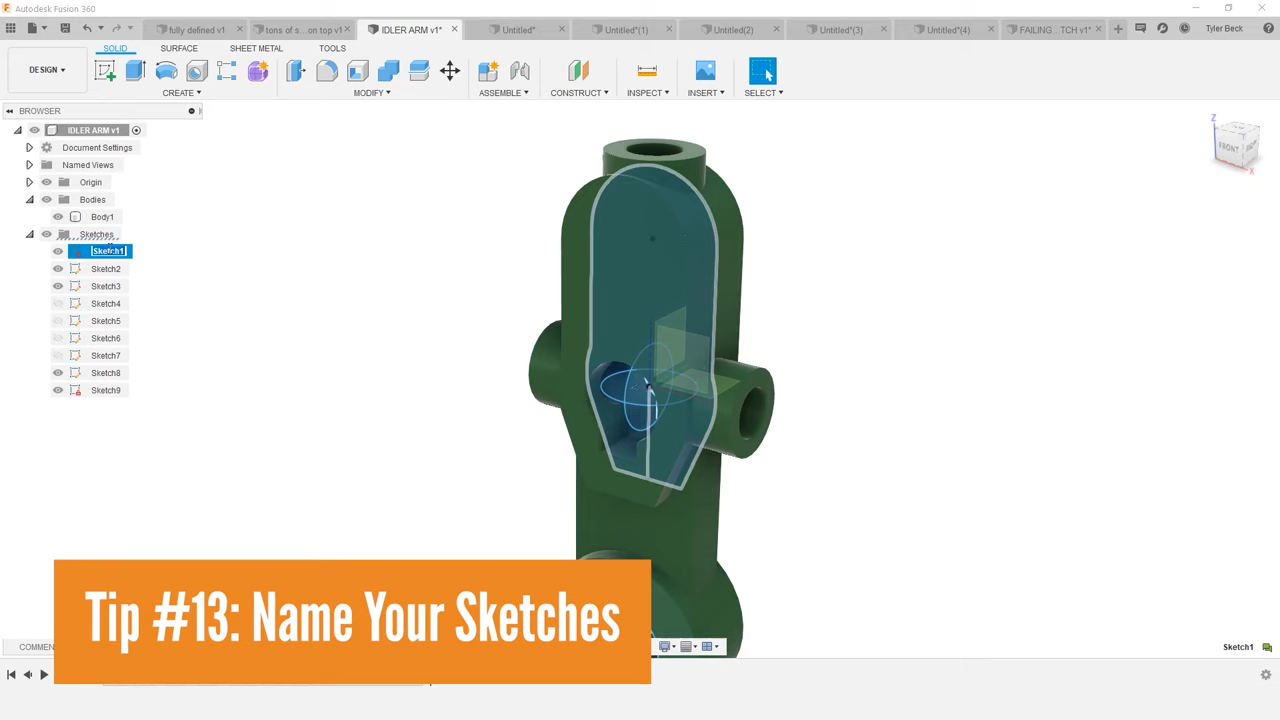 Autodesk Fusion 360
fully defined v1
tons of s...on top v1*
IDLER ARM v1*
Untitled*
Untitled*(1)
Untitled(2)
Untitled*(3)
Untitled*(4)
FAILING ...TCH v1*
Tyler Beck
SOLID
SURFACE
SHEET METAL
TOOLS
DESIGN
CREATE
MODIFY
ASSEMBLE
CONSTRUCT
INSPECT
INSERT
SELECT
BROWSER
IDLER ARM v1
Document Settings
Named Views
Origin
Bodies
Body1
Sketches
Sketch1
Sketch2
Sketch3
Sketch4
Sketch5
Sketch6
Sketch7
Sketch8
Sketch9
Z
FRONT
X
Tip #13: Name Your Sketches
Sketch1